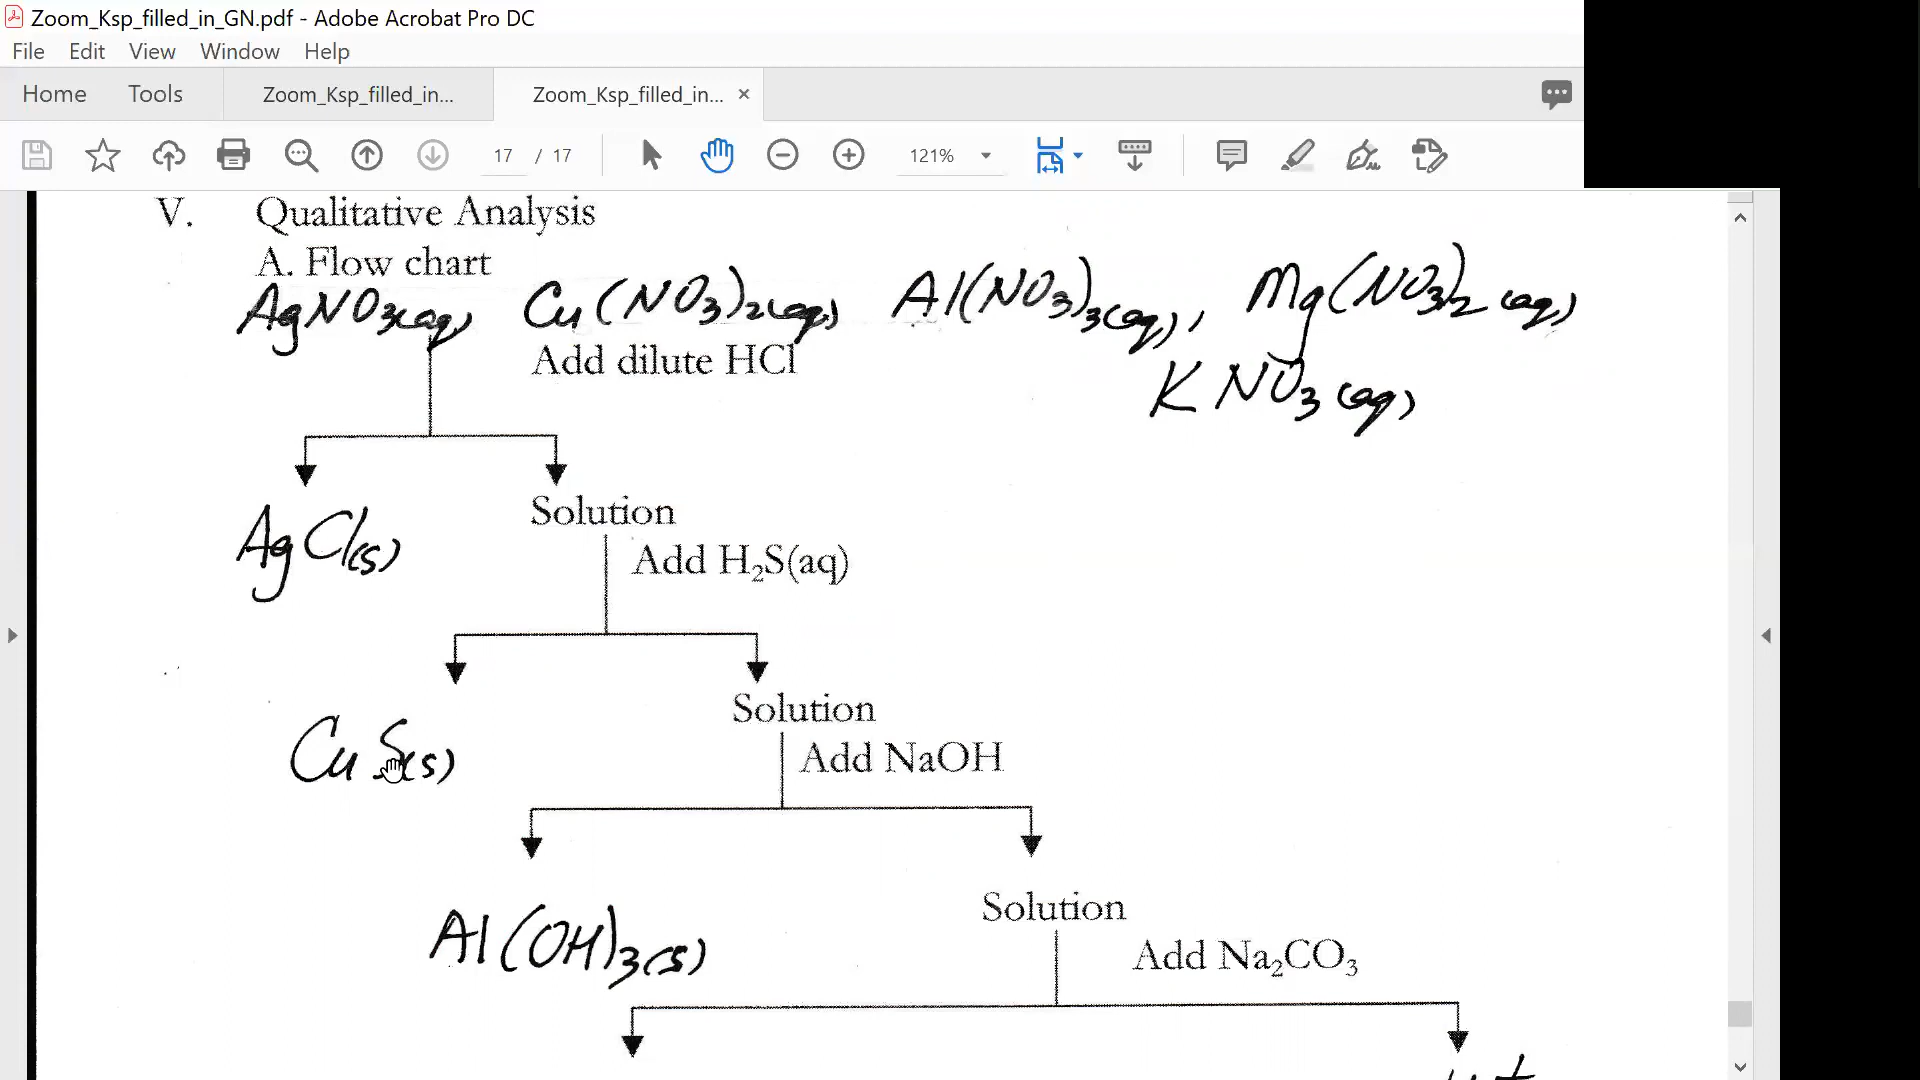 Zoom_Ksp_filled_in_GN.pdf - Adobe Acrobat Pro DC
File Edit View Window Help
Home Tools Zoom_Ksp_filled_in... Zoom_Ksp_filled_in... ×
17 / 17 121%
V. Qualitative Analysis
A. Flow chart
AgNO3(aq) Cu(NO3)2(aq) Al(NO3)3(aq), Mg(NO3)2(aq)
Add dilute HCl
KNO3(aq)
Solution
AgCl(s)
Add H₂S(aq)
Solution
CuS(s)
Add NaOH
Solution
Al(OH)3(s)
Add Na₂CO₃